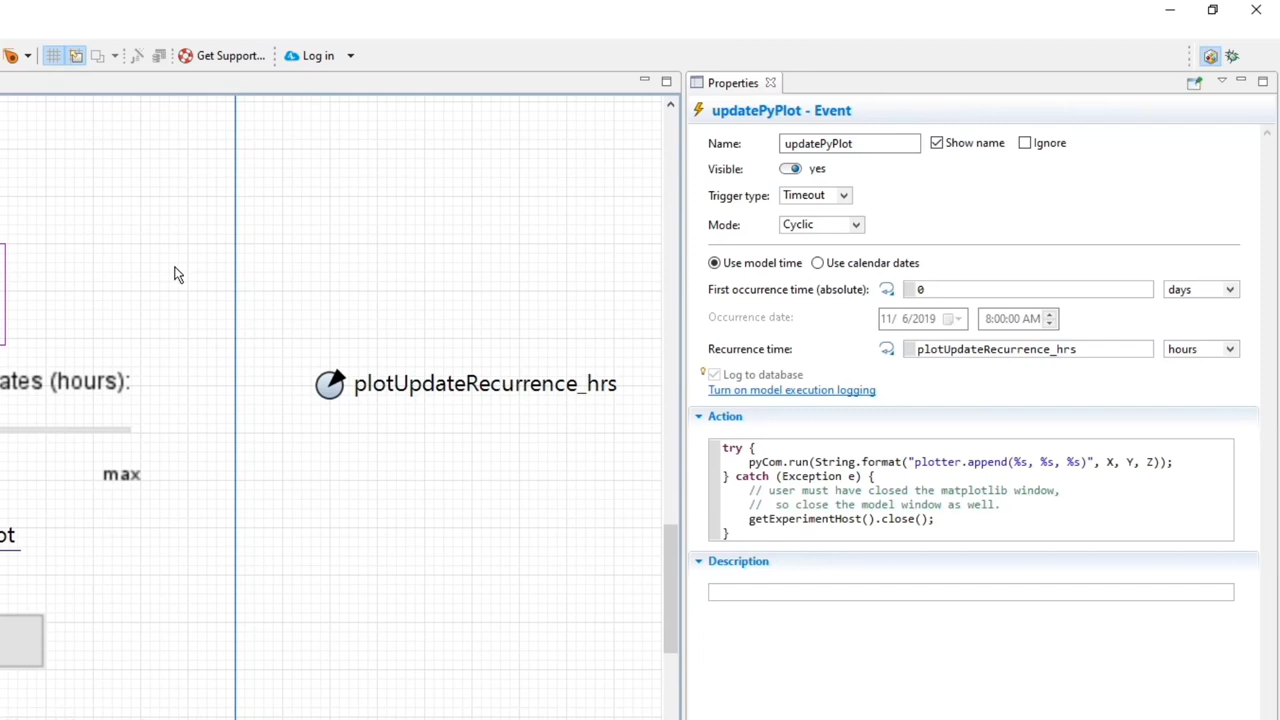 Get Support...
Log in
Properties
updatePyPlot - Event
Name: updatePyPlot Show name Ignore
Visible: yes
Trigger type: Timeout
Mode: Cyclic
Use model time Use calendar dates
First occurrence time (absolute): 0 days
Occurrence date: 11/ 6/2019 8:00:00 AM
Recurrence time: plotUpdateRecurrence_hrs hours
Log to database
Turn on model execution logging
Action
try {
pyCom.run(String.format("plotter.append(%s, %s, %s)", X, Y, Z));
} catch (Exception e) {
// user must have closed the matplotlib window,
//  so close the model window as well.
getExperimentHost().close();
}
Description
ates (hours):
plotUpdateRecurrence_hrs
max
ot